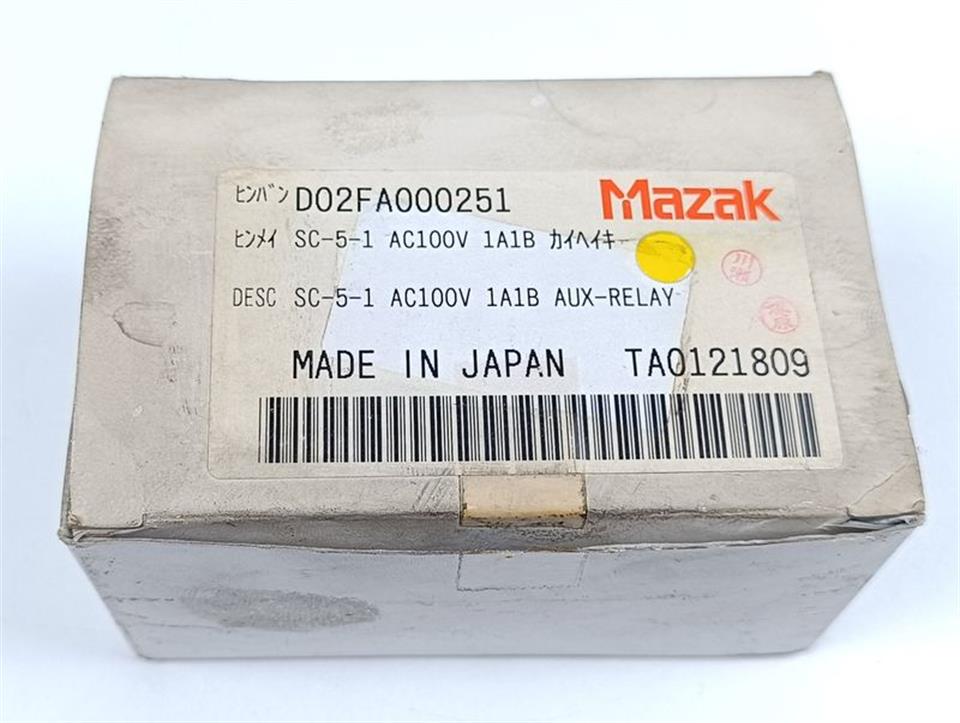 ﾋﾝﾊﾞﾝ D02FA000251 Mazak
ﾋﾝﾒｲ SC-5-1 AC100V 1A1B ｶｲﾍｲｷ
DESC SC-5-1 AC100V 1A1B AUX-RELAY
MADE IN JAPAN TA0121809